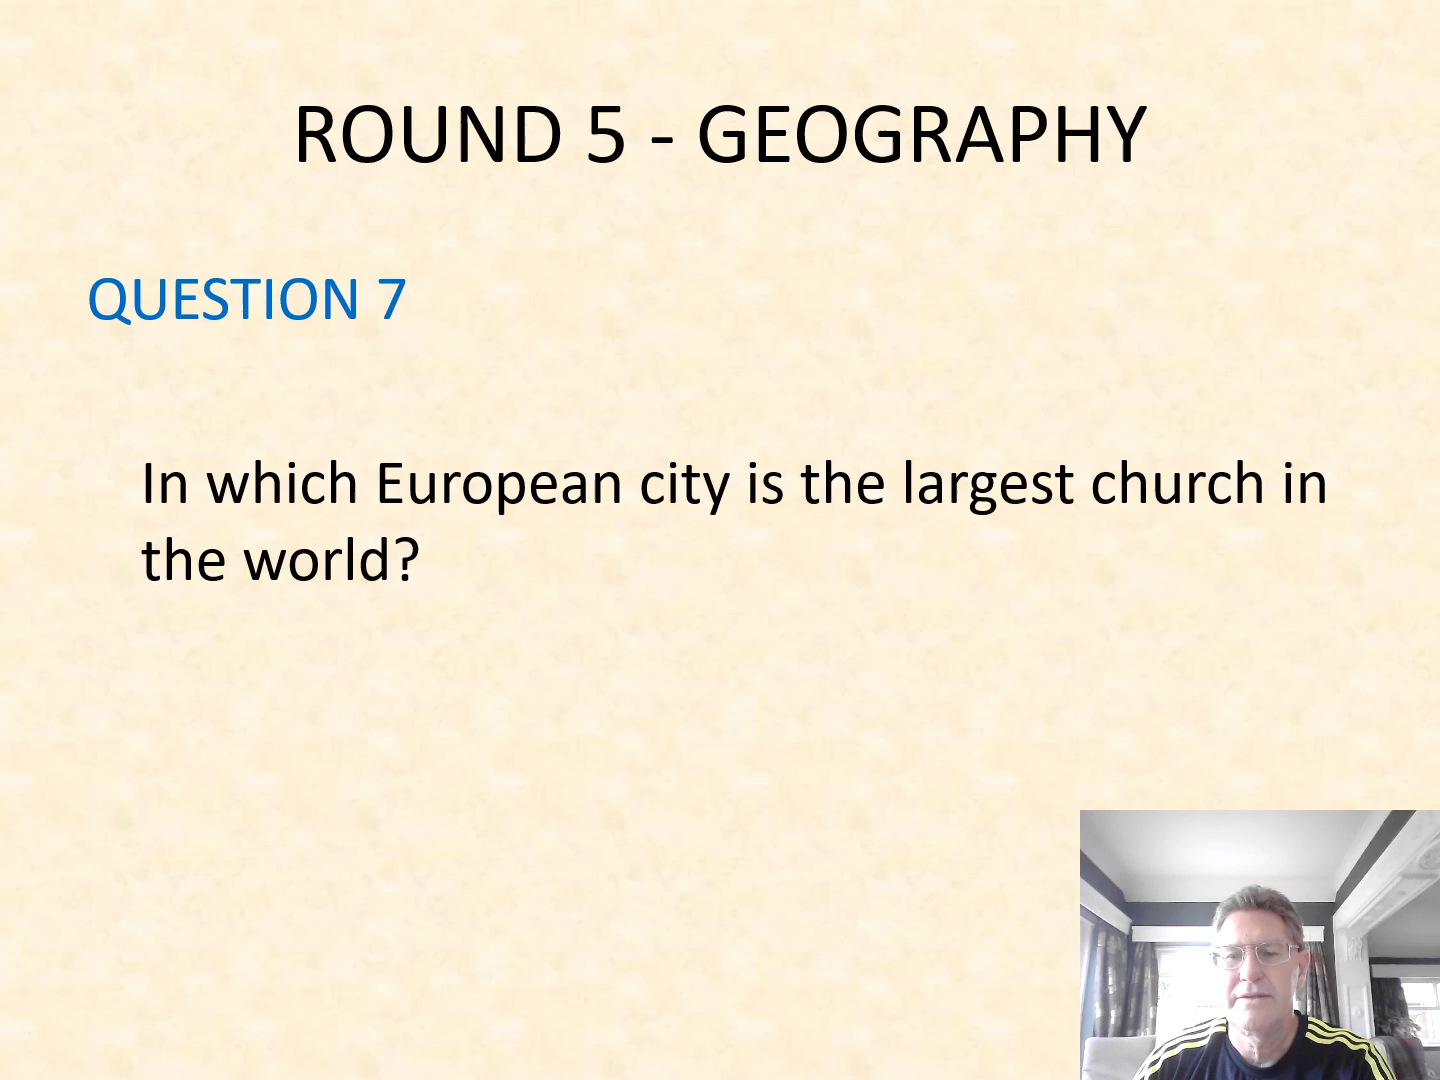 ROUND 5 - GEOGRAPHY
QUESTION 7
In which European city is the largest church in
the world?